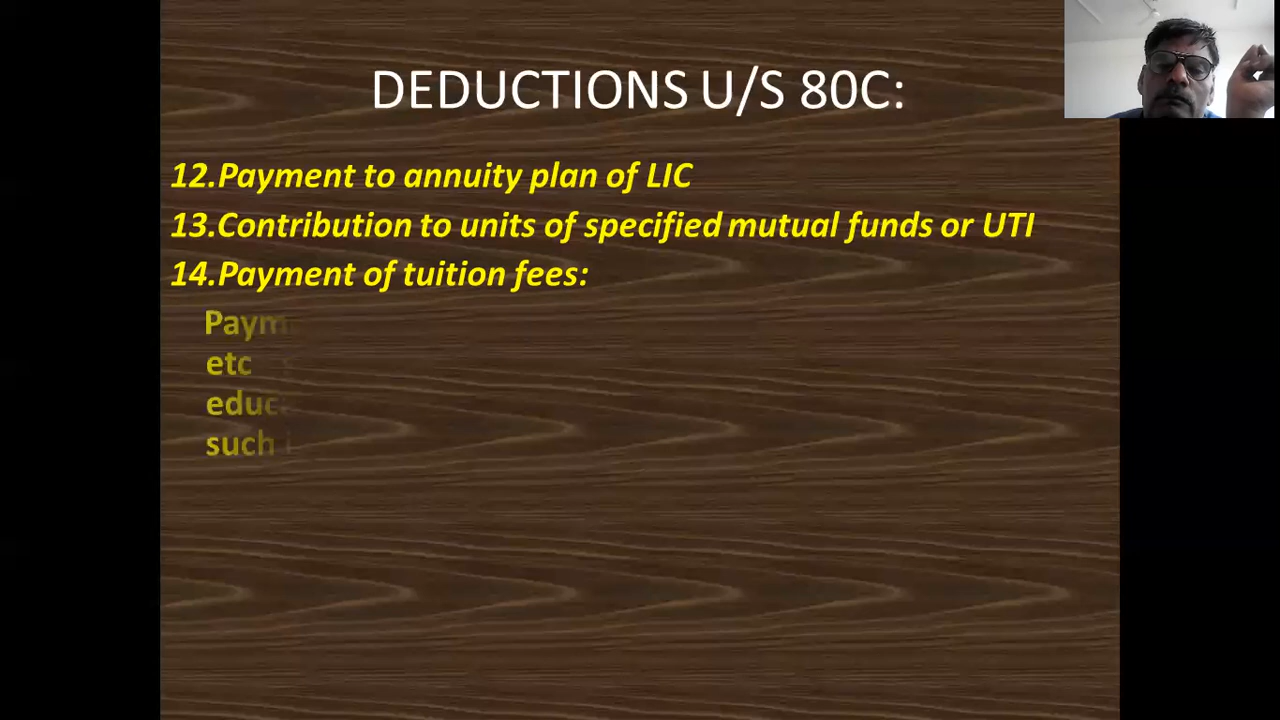 DEDUCTIONS U/S 80C:
12.Payment to annuity plan of LIC
13.Contribution to units of specified mutual funds or UTI
14.Payment of tuition fees:
etc
such